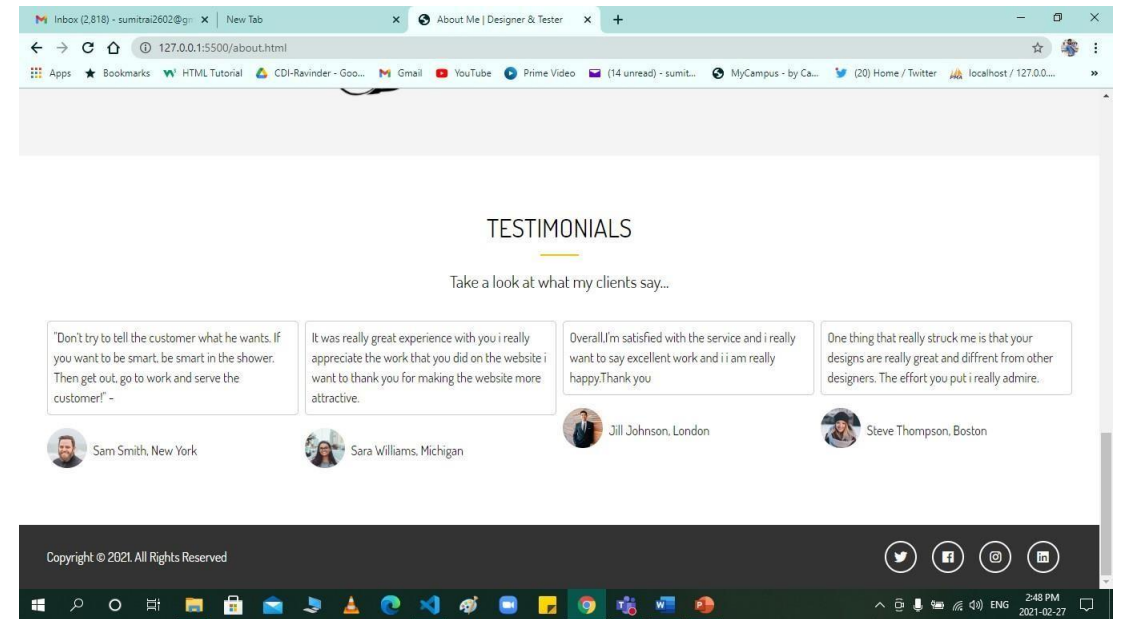 Inbox (2,818) - sumitrai2602@gm
New Tab
About Me | Designer & Tester
127.0.0.1:5500/about.html
Apps
Bookmarks
HTML Tutorial
CDI-Ravinder - Goo...
Gmail
YouTube
Prime Video
(14 unread) - sumit...
MyCampus - by Ca...
(20) Home / Twitter
localhost / 127.0.0....
»
TESTIMONIALS
Take a look at what my clients say...
"Don't try to tell the customer what he wants. If
you want to be smart, be smart in the shower.
Then get out, go to work and serve the
customer!" -
Sam Smith, New York
It was really great experience with you i really
appreciate the work that you did on the website i
want to thank you for making the website more
attractive.
Sara Williams, Michigan
Overall,I'm satisfied with the service and i really
want to say excellent work and i i am really
happy.Thank you
Jill Johnson, London
One thing that really struck me is that your
designs are really great and diffrent from other
designers. The effort you put i really admire.
Steve Thompson, Boston
Copyright © 2021. All Rights Reserved
ENG
2:48 PM
2021-02-27